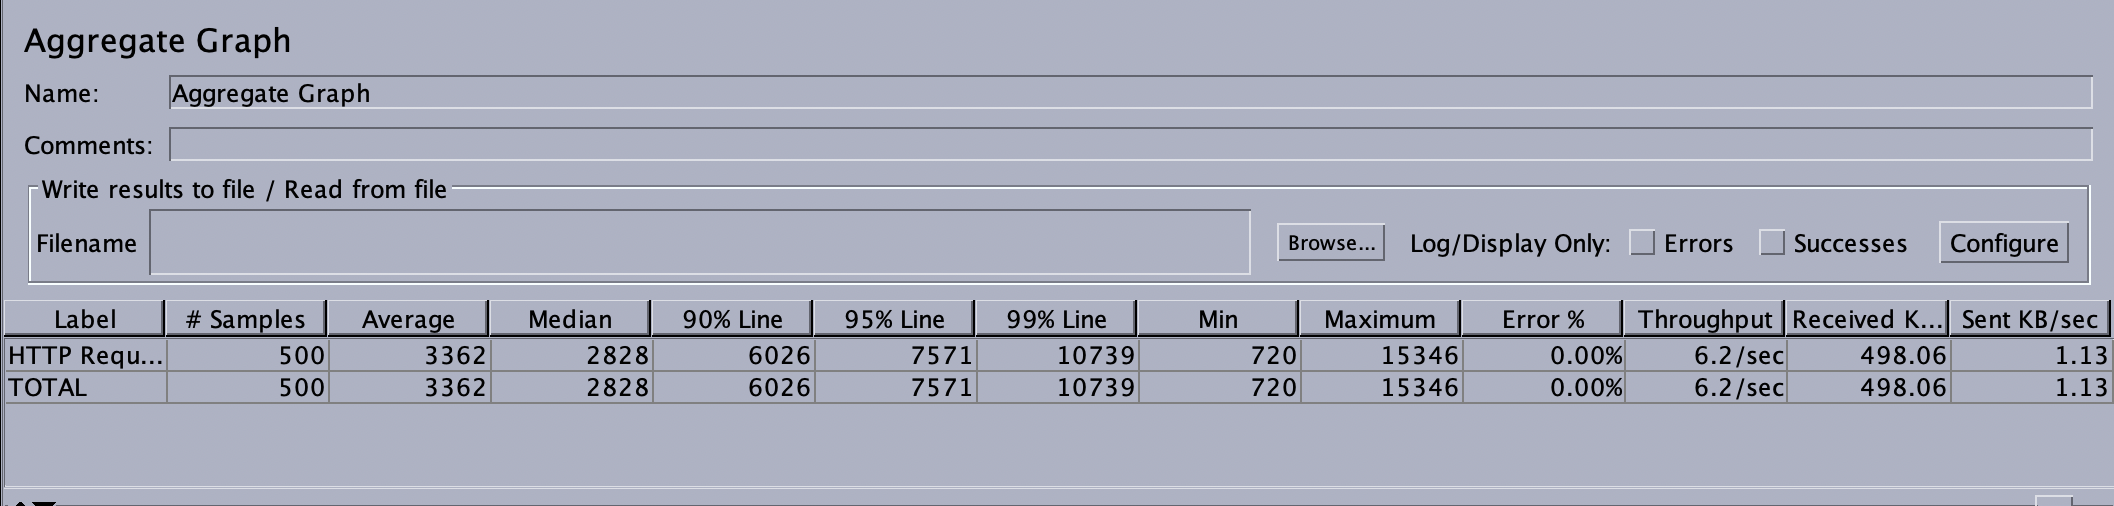 Aggregate Graph
Name: Aggregate Graph
Comments:
Write results to file / Read from file
Filename Browse... Log/Display Only: Errors Successes Configure
Label # Samples Average Median 90% Line 95% Line 99% Line Min Maximum Error % Throughput Received K... Sent KB/sec
HTTP Requ... 500 3362 2828 6026 7571 10739 720 15346 0.00% 6.2/sec 498.06 1.13
TOTAL 500 3362 2828 6026 7571 10739 720 15346 0.00% 6.2/sec 498.06 1.13